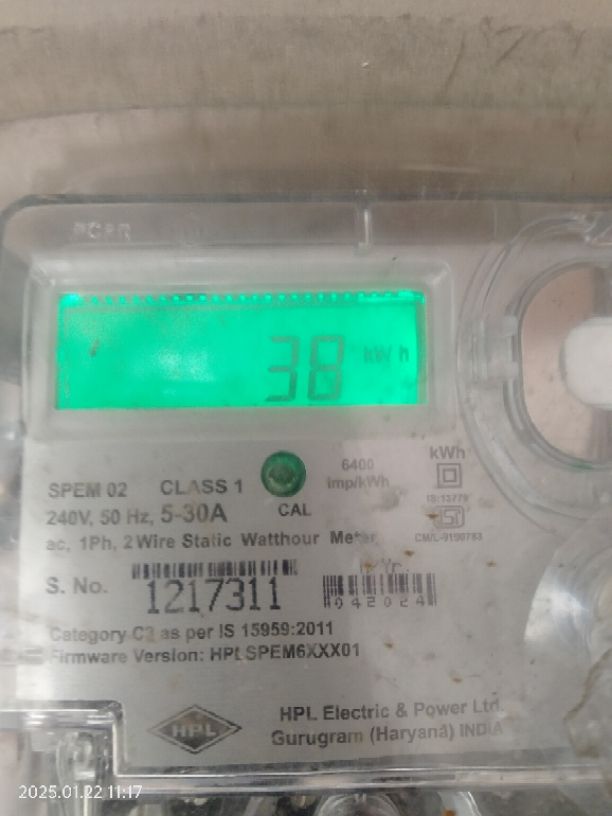 38 kWh
SPEM 02 CLASS 1
6400
imp/kWh
kWh
IS:13779
CAL
240V, 50 Hz, 5-30A
CM/L-9190783
ac, 1Ph, 2 Wire Static Watthour Meter
S. No.
1217311
042024
Category C2 as per IS 15959:2011
Firmware Version: HPLSPEM6XXX01
HPL
HPL Electric & Power Ltd.
Gurugram (Haryana) INDIA
2025.01.22 11:17